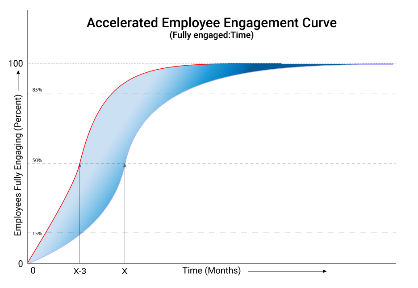 Accelerated Employee Engagement Curve
(Fully engaged:Time)
100
85%
Employees Fully Engaging (Percent)
50%
15%
0
0
X-3
X
Time (Months)